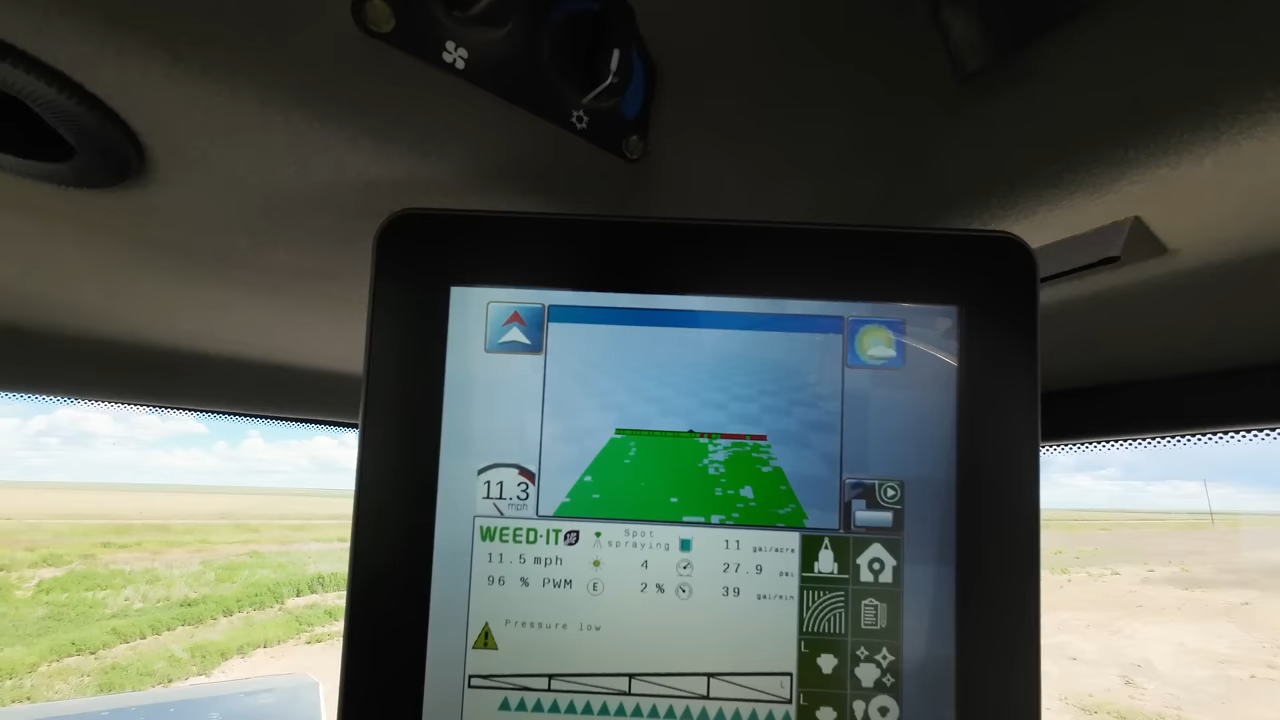 11.3
mph
WEED-IT
Spot spraying
11 gal/acre
11.5 mph
4
27.9 psi
96 % PWM
E
2 %
39 gal/min
Pressure low
L
L
L